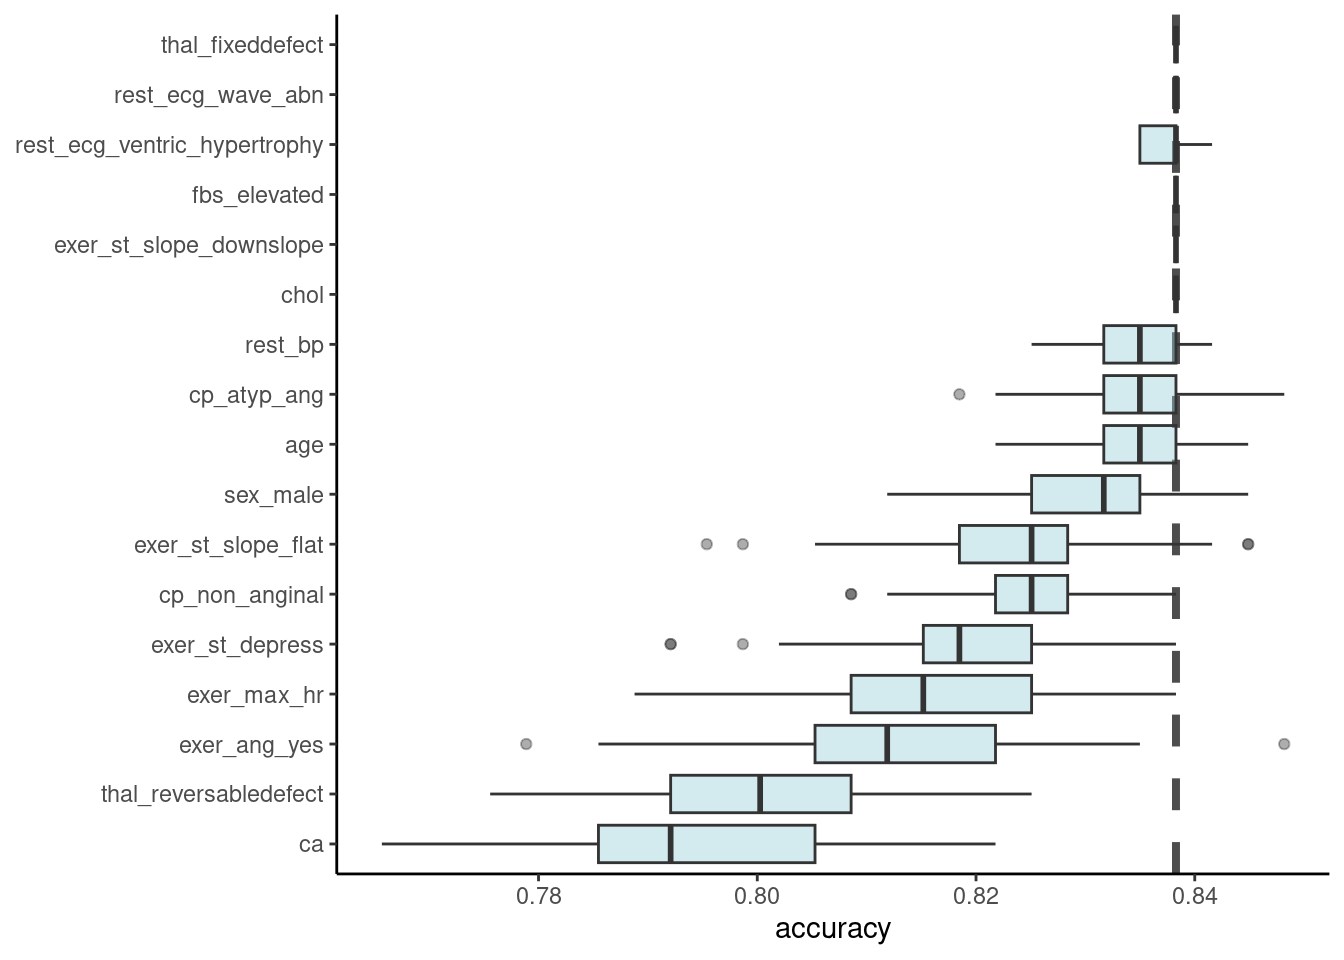 thal_fixeddefect
rest_ecg_wave_abn
rest_ecg_ventric_hypertrophy
fbs_elevated
exer_st_slope_downslope
chol
rest_bp
cp_atyp_ang
age
sex_male
exer_st_slope_flat
cp_non_anginal
exer_st_depress
exer_max_hr
exer_ang_yes
thal_reversabledefect
ca
0.78 0.80 0.82 0.84
accuracy